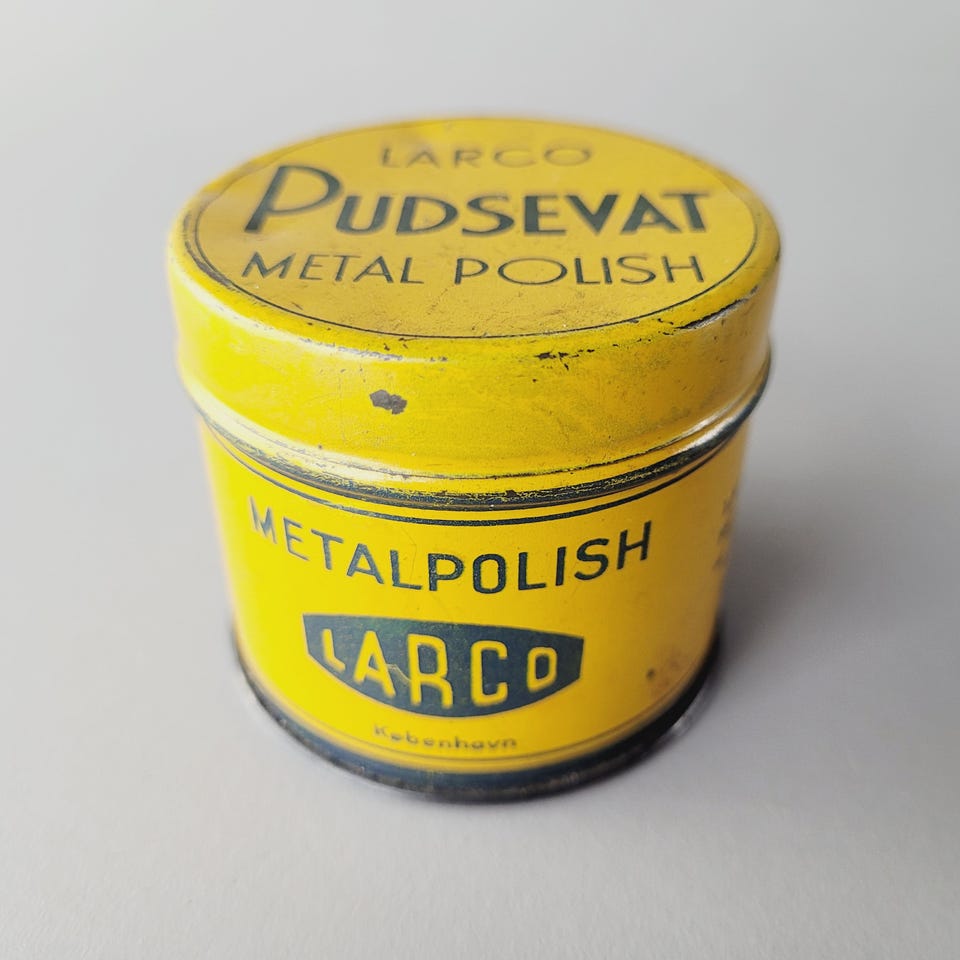 LARCO
PUDSEVAT
METAL POLISH
METALPOLISH
LARCO
København